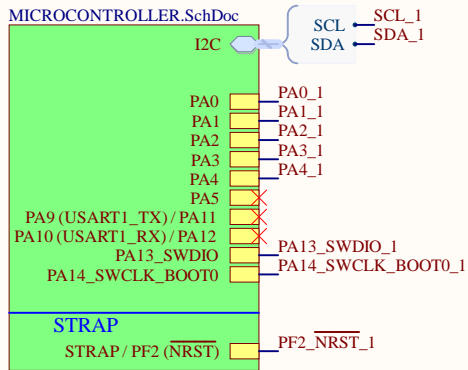 MICROCONTROLLER.SchDoc
I2C SCL SCL_1
SDA SDA_1
PA0 PA0_1
PA1 PA1_1
PA2 PA2_1
PA3 PA3_1
PA4 PA4_1
PA5
PA9 (USART1_TX) / PA11
PA10 (USART1_RX) / PA12
PA13_SWDIO PA13_SWDIO_1
PA14_SWCLK_BOOT0 PA14_SWCLK_BOOT0_1
STRAP
STRAP / PF2 (NRST) PF2_NRST_1